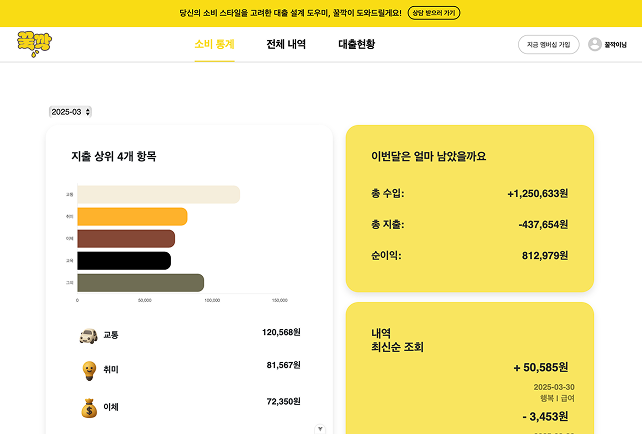 당신의 소비 스타일을 고려한 대출 설계 도우미, 꿀깍이 도와드릴게요! 상담 받으러 가기
꿀깍
소비 통계 전체 내역 대출현황
지금 멤버십 가입 꿀깍이님
2025-03
지출 상위 4개 항목
교통
취미
이체
교육
그외
0 50,000 100,000 150,000
교통 120,568원
취미 81,567원
이체 72,350원
이번달은 얼마 남았을까요
총 수입: +1,250,633원
총 지출: -437,654원
순이익: 812,979원
내역
최신순 조회
+ 50,585원
2025-03-30
행복 | 급여
- 3,453원